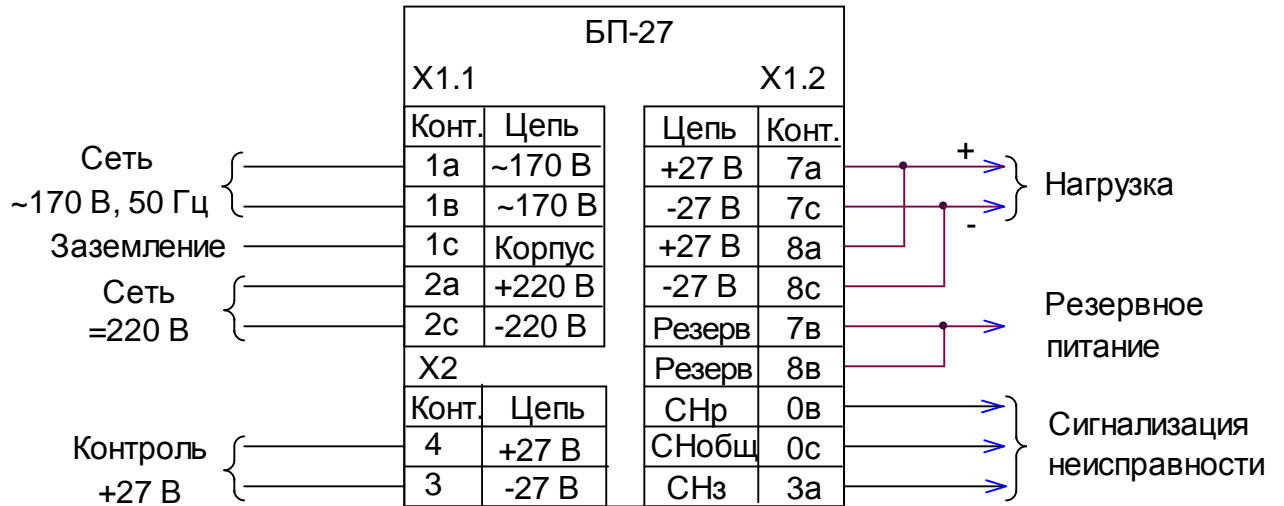 БП-27
X1.1 X1.2
Конт. Цепь Цепь Конт.
Сеть
~170 В, 50 Гц
1а ~170 В +27 В 7а + Нагрузка
1в ~170 В -27 В 7с -
Заземление 1с Корпус +27 В 8а
Сеть
=220 В
2а +220 В -27 В 8с
2с -220 В Резерв 7в Резервное
питание
X2 Резерв 8в
Конт. Цепь СНр 0в Сигнализация
неисправности
Контроль
+27 В
4 +27 В СНобщ 0с
3 -27 В СНз 3а